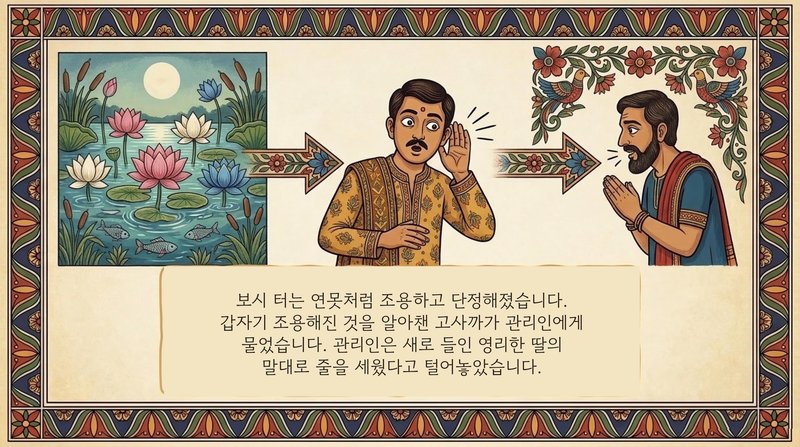 보시 터는 연못처럼 조용하고 단정해졌습니다.
갑자기 조용해진 것을 알아챈 고사까가 관리인에게
물었습니다. 관리인은 새로 들인 영리한 딸의
말대로 줄을 세웠다고 털어놓았습니다.